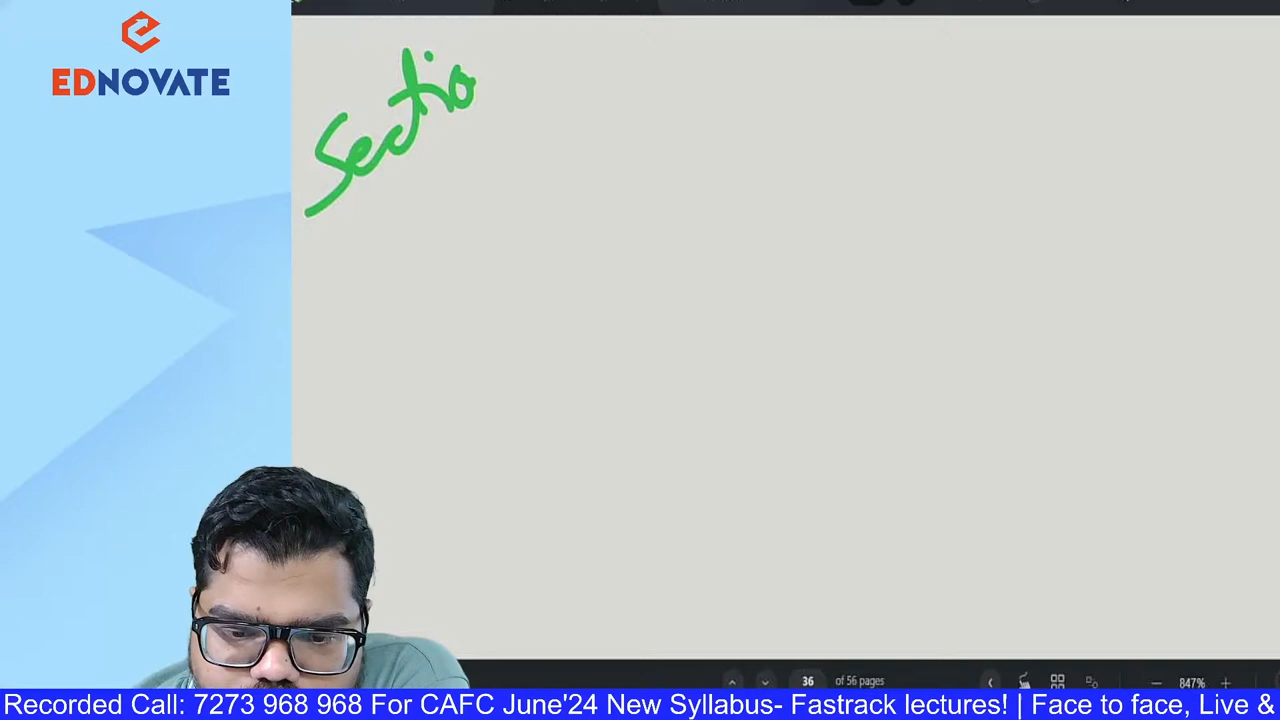 EDNOVATE
Sectio
36 of 56 pages
847%
Recorded Call: 7273 968 968 For CAFC June'24 New Syllabus- Fastrack lectures! | Face to face, Live &